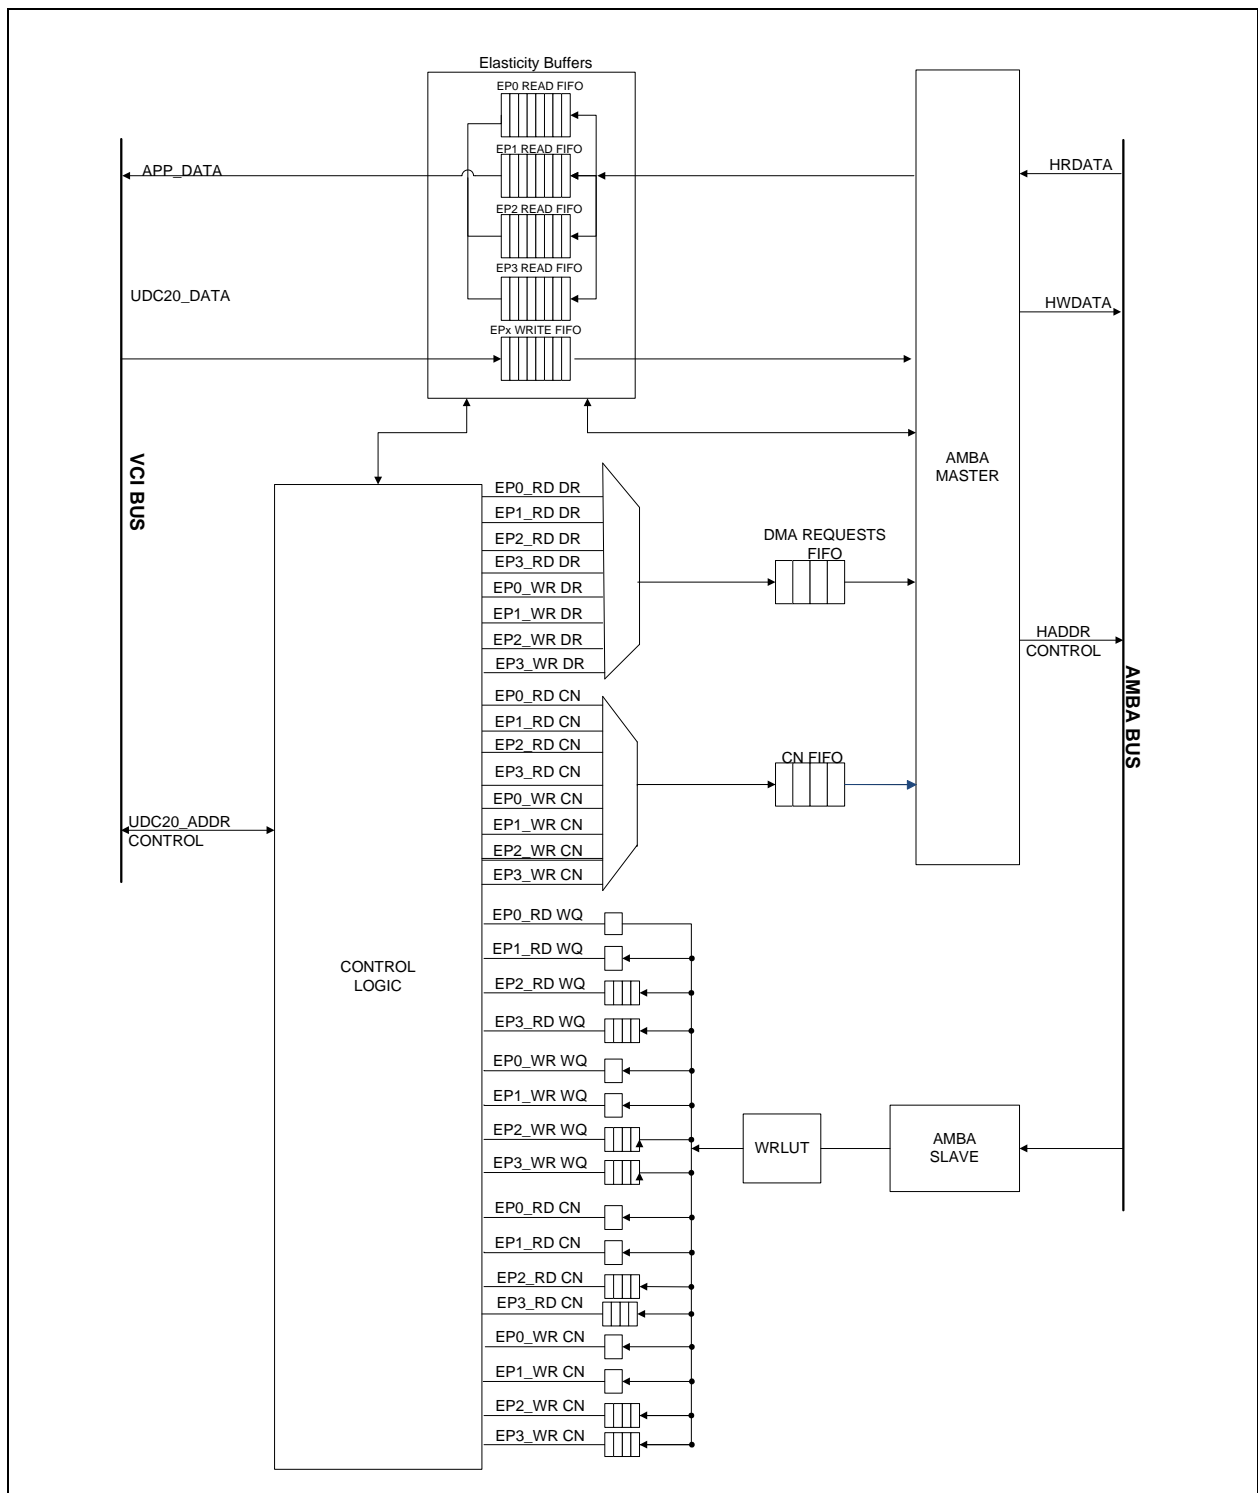 Elasticity Buffers
EP0 READ FIFO
EP1 READ FIFO
APP_DATA
HRDATA
EP2 READ FIFO
EP3 READ FIFO
UDC20_DATA
HWDATA
EPx WRITE FIFO
VCI BUS
AMBA
MASTER
EP0_RD DR
EP1_RD DR
EP2_RD DR
EP3_RD DR
EP0_WR DR
EP1_WR DR
EP2_WR DR
EP3_WR DR
DMA REQUESTS
FIFO
HADDR
CONTROL
AMBA BUS
EP0_RD CN
EP1_RD CN
EP2_RD CN
EP3_RD CN
EP0_WR CN
EP1_WR CN
EP2_WR CN
EP3_WR CN
CN FIFO
UDC20_ADDR
CONTROL
CONTROL
LOGIC
EP0_RD WQ
EP1_RD WQ
EP2_RD WQ
EP3_RD WQ
EP0_WR WQ
EP1_WR WQ
EP2_WR WQ
EP3_WR WQ
WRLUT
AMBA
SLAVE
EP0_RD CN
EP1_RD CN
EP2_RD CN
EP3_RD CN
EP0_WR CN
EP1_WR CN
EP2_WR CN
EP3_WR CN